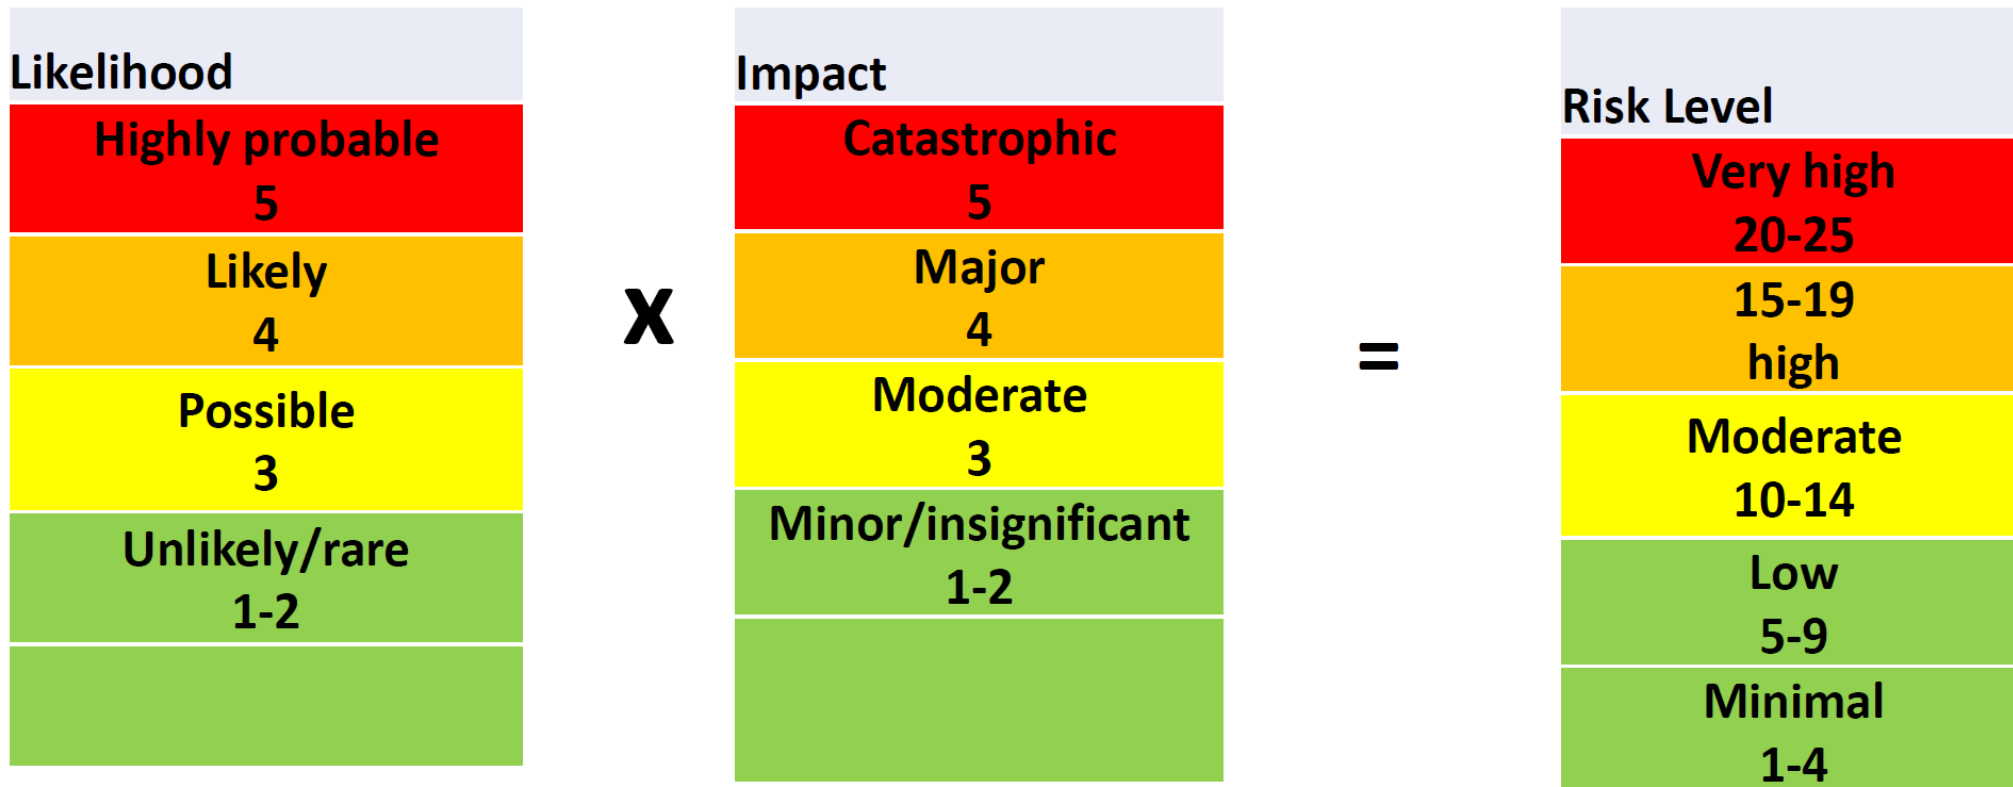 Likelihood
Highly probable
5
Likely
4
Possible
3
Unlikely/rare
1-2
x
Impact
Catastrophic
5
Major
4
Moderate
3
Minor/insignificant
1-2
=
Risk Level
Very high
20-25
15-19
high
Moderate
10-14
Low
5-9
Minimal
1-4